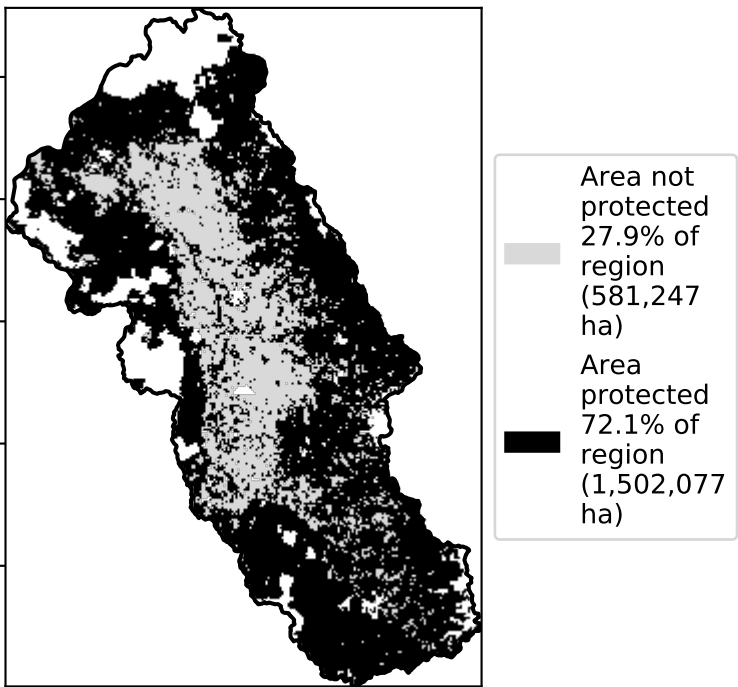 Area not
protected
27.9% of
region
(581,247
ha)
Area
protected
72.1% of
region
(1,502,077
ha)